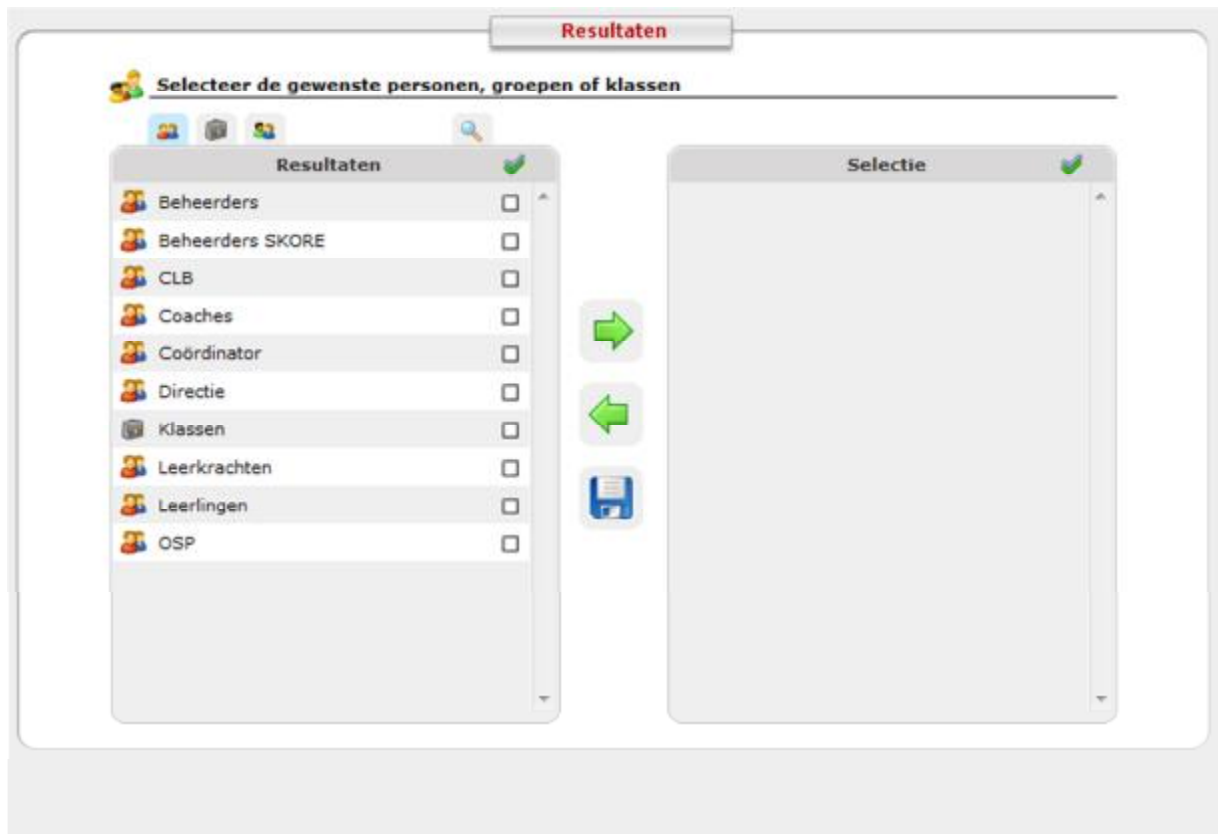 Resultaten
Selecteer de gewenste personen, groepen of klassen
Resultaten
Selectie
Beheerders
Beheerders SKORE
CLB
Coaches
Coördinator
Directie
Klassen
Leerkrachten
Leerlingen
OSP